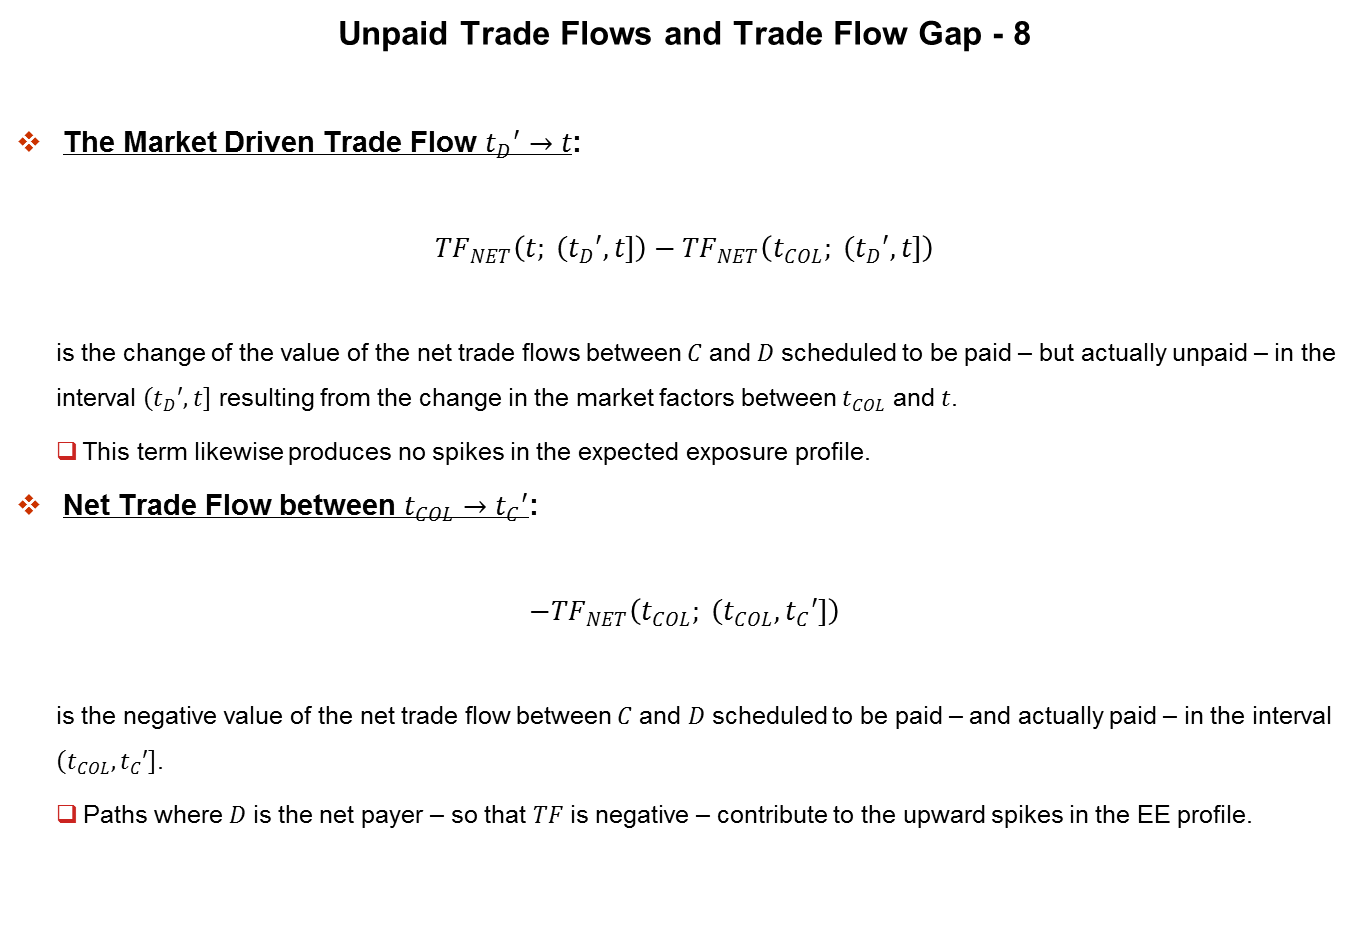 Unpaid Trade Flows and Trade Flow Gap - 8
❖ The Market Driven Trade Flow t_D′ → t:
TF_NET(t; (t_D′, t]) − TF_NET(t_COL; (t_D′, t])
is the change of the value of the net trade flows between C and D scheduled to be paid – but actually unpaid – in the
interval (t_D′, t] resulting from the change in the market factors between t_COL and t.
❑ This term likewise produces no spikes in the expected exposure profile.
❖ Net Trade Flow between t_COL → t_C′:
−TF_NET(t_COL; (t_COL, t_C′])
is the negative value of the net trade flow between C and D scheduled to be paid – and actually paid – in the interval
(t_COL, t_C′].
❑ Paths where D is the net payer – so that TF is negative – contribute to the upward spikes in the EE profile.